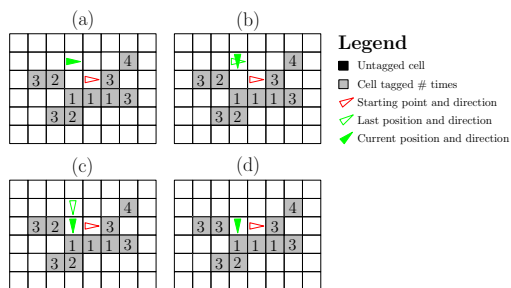 (a)
4
3 2 3
1 1 1 3
3 2
(b)
4
3 2 3
1 1 1 3
3 2
Legend
Untagged cell
Cell tagged # times
Starting point and direction
Last position and direction
Current position and direction
(c)
4
3 2 3
1 1 1 3
3 2
(d)
4
3 3 3
1 1 1 3
3 2